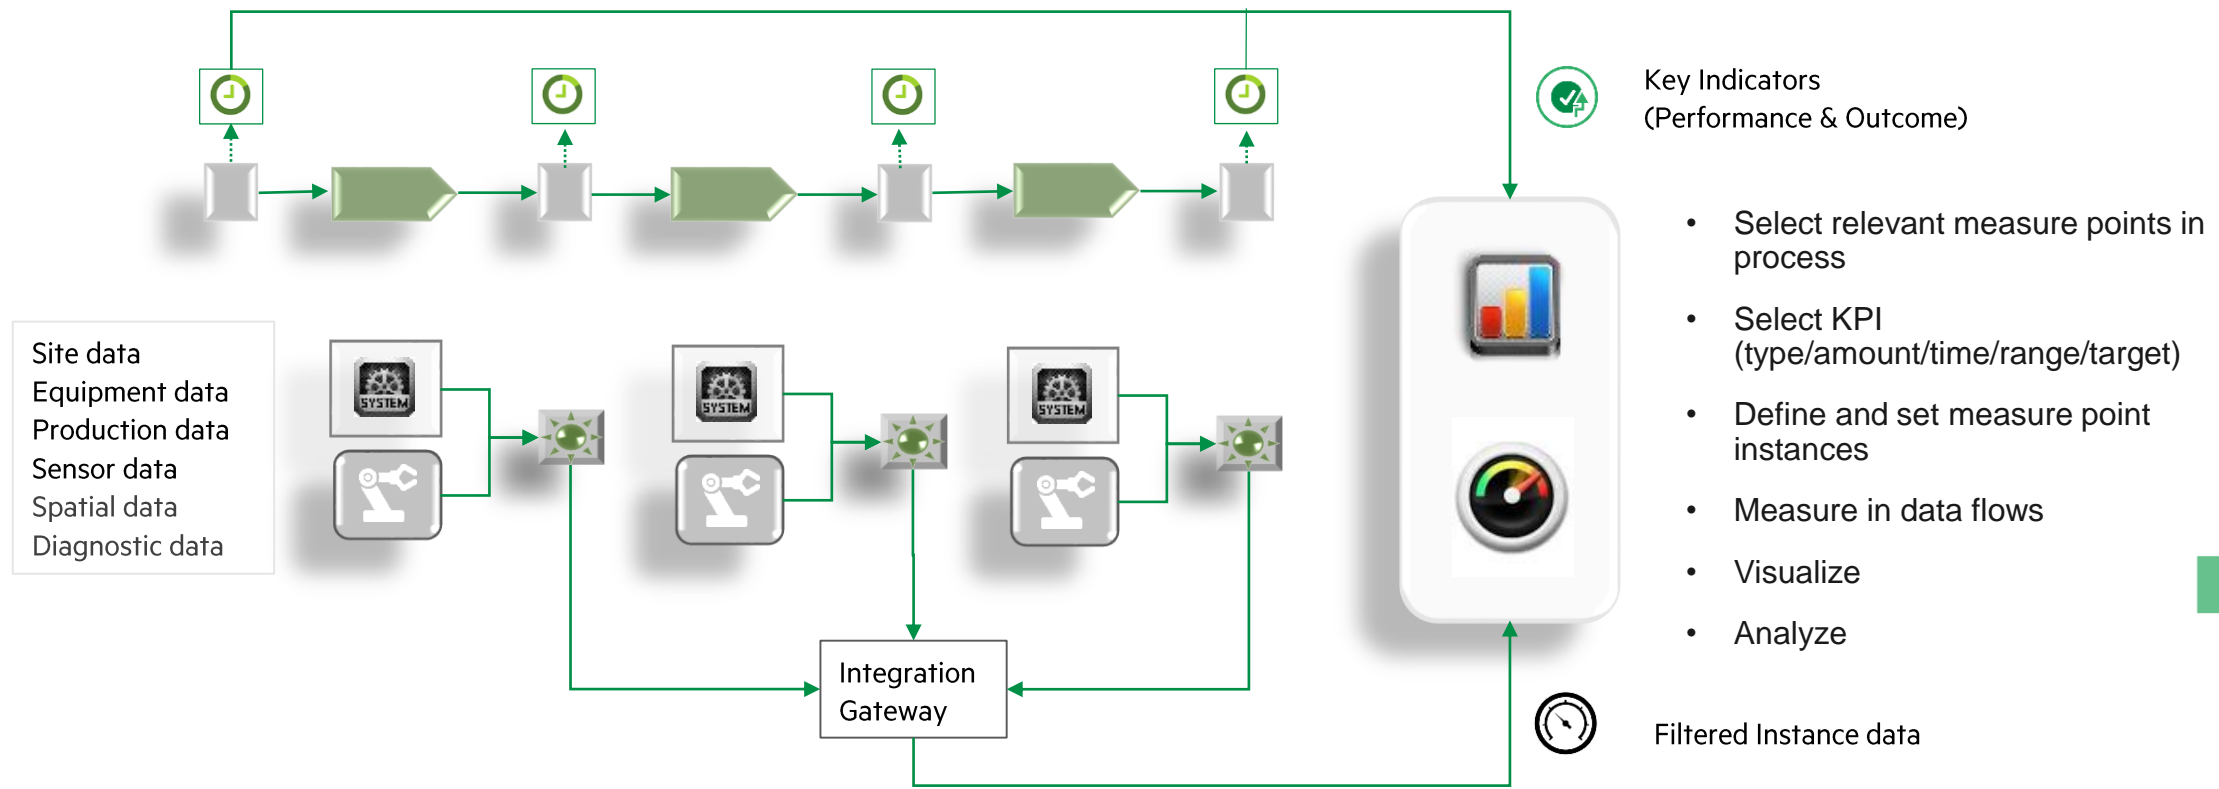 Key Indicators
(Performance & Outcome)
• Select relevant measure points in
process
• Select KPI
(type/amount/time/range/target)
• Define and set measure point
instances
• Measure in data flows
• Visualize
• Analyze
Site data
Equipment data
Production data
Sensor data
Spatial data
Diagnostic data
SYSTEM
SYSTEM
SYSTEM
Integration
Gateway
Filtered Instance data